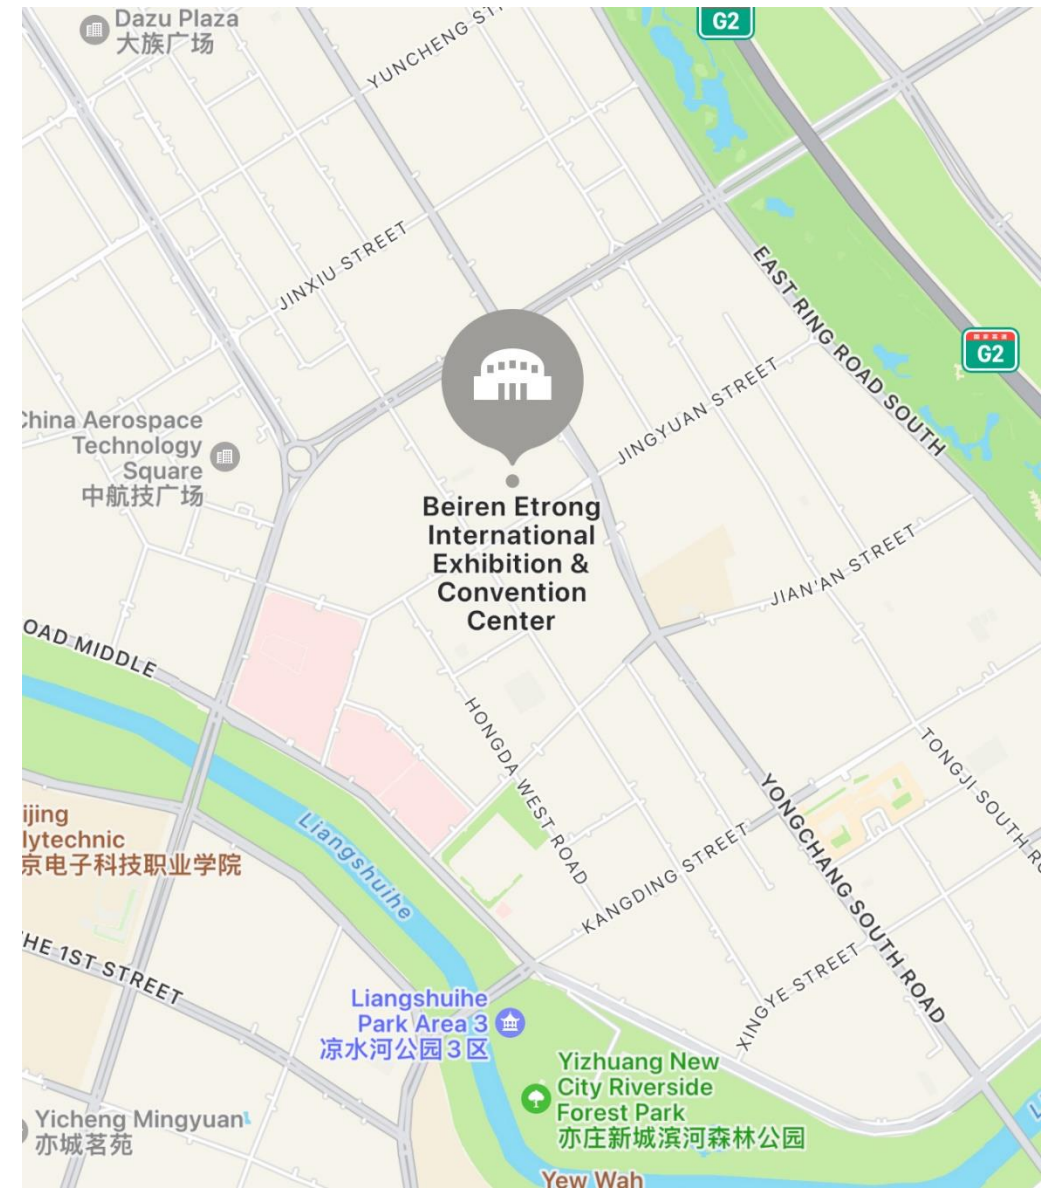 G2
Dazu Plaza
大族广场
YUNCHENG ST
JINXIU STREET
EAST RING ROAD SOUTH
G2
JINGYUAN STREET
China Aerospace
Technology
Square
中航技广场
Beiren Etrong
International
Exhibition &
Convention
Center
JIAN'AN STREET
OAD MIDDLE
HONGDA WEST ROAD
TONGJI SOUTH RO
YONGCHANG SOUTH ROAD
ijing
lytechnic
京电子科技职业学院
Liangshuihe
KANGDING STREET
HE 1ST STREET
XINGYE STREET
Liangshuihe
Park Area 3
凉水河公园3区
Yizhuang New
City Riverside
Forest Park
亦庄新城滨河森林公园
Yicheng Mingyuan
亦城茗苑
Yew Wah